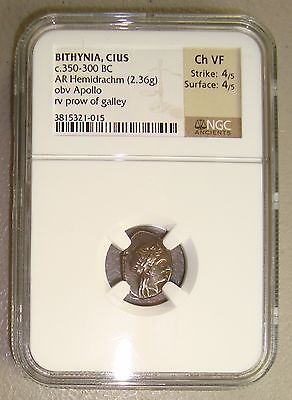 BITHYNIA, CIUS
c.350-300 BC
AR Hemidrachm (2.36g)
obv Apollo
rv prow of galley
3815321-015
Ch VF
Strike: 4/5
Surface: 4/5
NGC
ANCIENTS